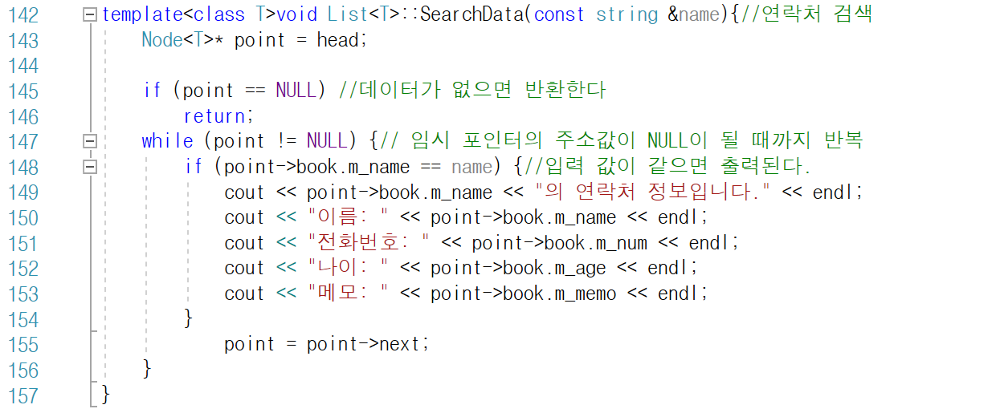 142 template<class T>void List<T>::SearchData(const string &name){//연락처 검색
143 Node<T>* point = head;
144
145 if (point == NULL) //데이터가 없으면 반환한다
146 return;
147 while (point != NULL) {// 임시 포인터의 주소값이 NULL이 될 때까지 반복
148 if (point->book.m_name == name) {//입력 값이 같으면 출력된다.
149 cout << point->book.m_name << "의 연락처 정보입니다." << endl;
150 cout << "이름: " << point->book.m_name << endl;
151 cout << "전화번호: " << point->book.m_num << endl;
152 cout << "나이: " << point->book.m_age << endl;
153 cout << "메모: " << point->book.m_memo << endl;
154 }
155 point = point->next;
156 }
157 }